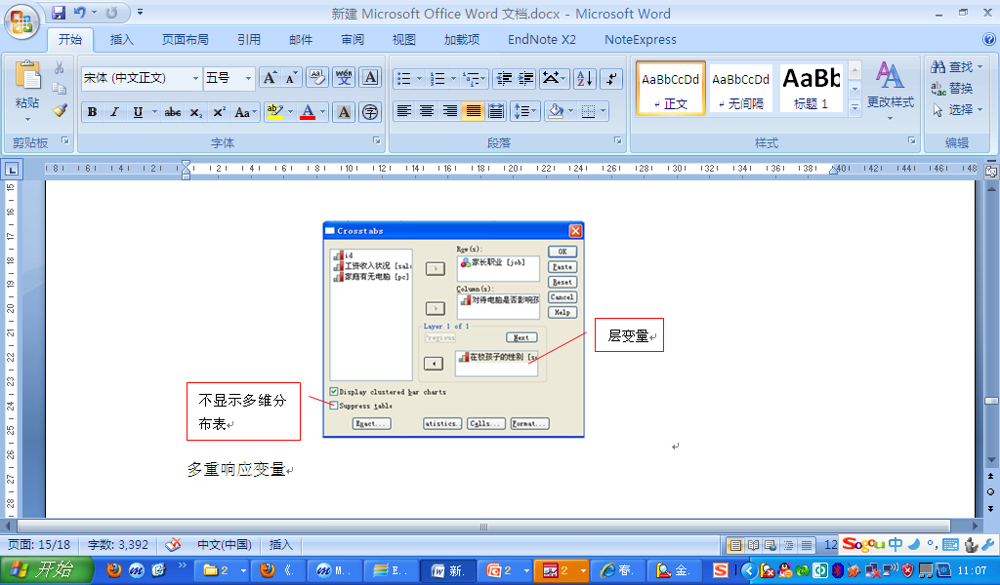 新建 Microsoft Office Word 文档.docx - Microsoft Word
开始 插入 页面布局 引用 邮件 审阅 视图 加载项 EndNote X2 NoteExpress
宋体 (中文正文) 五号
粘贴
AaBbCcDd AaBbCcDd AaBb
正文 无间隔 标题 1
更改样式
查找
替换
选择
剪贴板 字体 段落 样式 编辑
Crosstabs
id
工资收入状况 [sala
家庭有无电脑 [pc]
Row(s):
家长职业 [job]
Column(s):
对待电脑是否影响孩
Layer 1 of 1
Previous Next
在校孩子的性别 [se
OK
Paste
Reset
Cancel
Help
Display clustered bar charts
Suppress table
Exact... atistics. Cells... Format...
层变量
不显示多维分
布表
多重响应变量
页面: 15/18 字数: 3,392 中文(中国) 插入 12
Sogou 中
开始 2 《. M.. E.. 新. 2 2 春. 金. 11:07